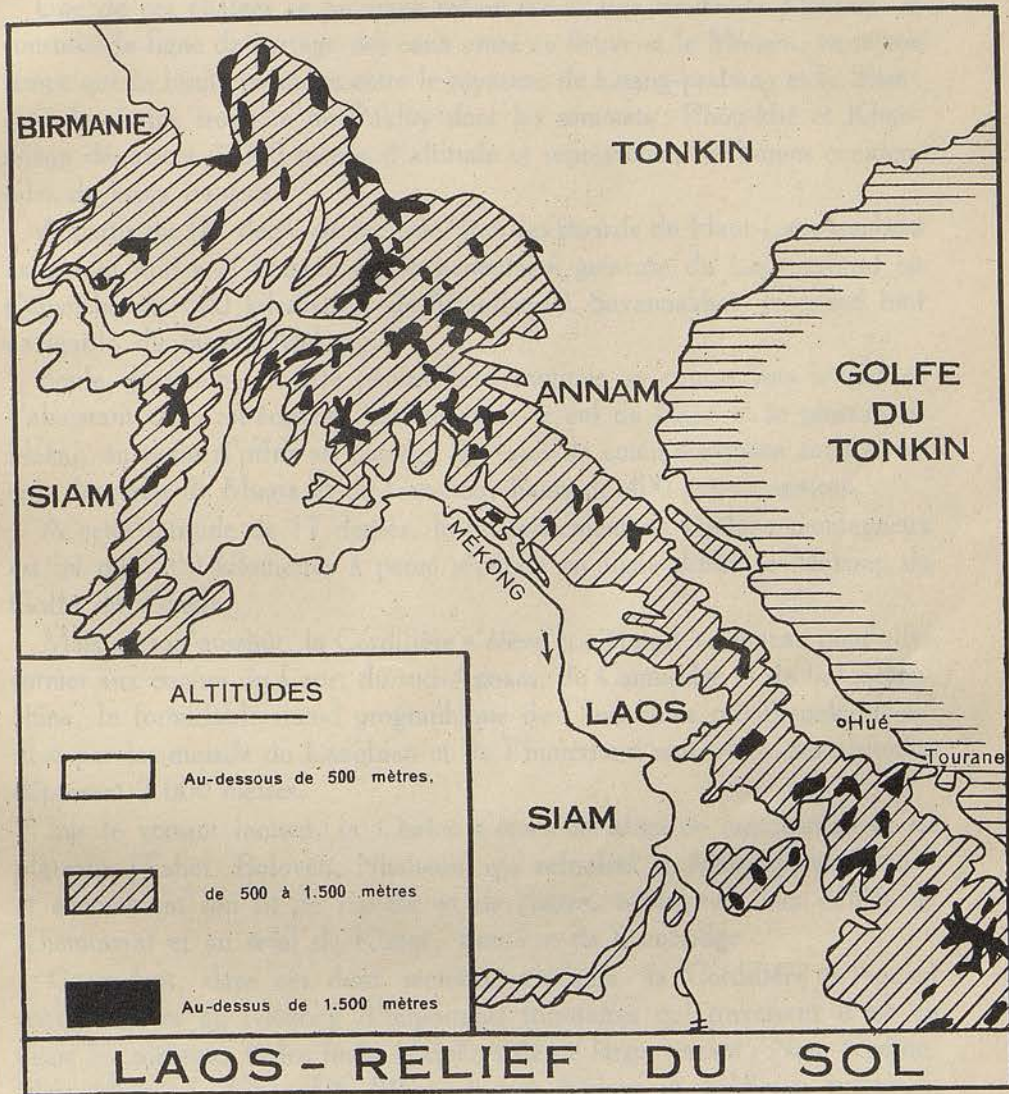 BIRMANIE
TONKIN
ANNAM
GOLFE
DU
TONKIN
SIAM
MÉKONG
LAOS
Hué
Tourane
SIAM
ALTITUDES
Au-dessous de 500 mètres.
de 500 à 1.500 mètres
Au-dessus de 1.500 mètres
LAOS - RELIEF DU SOL